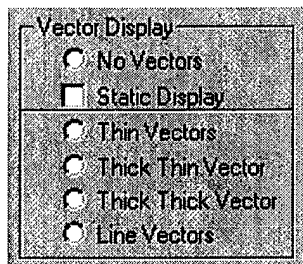 Vector Display
No Vectors
Static Display
Thin Vectors
Thick Thin Vector
Thick Thick Vector
Line Vectors